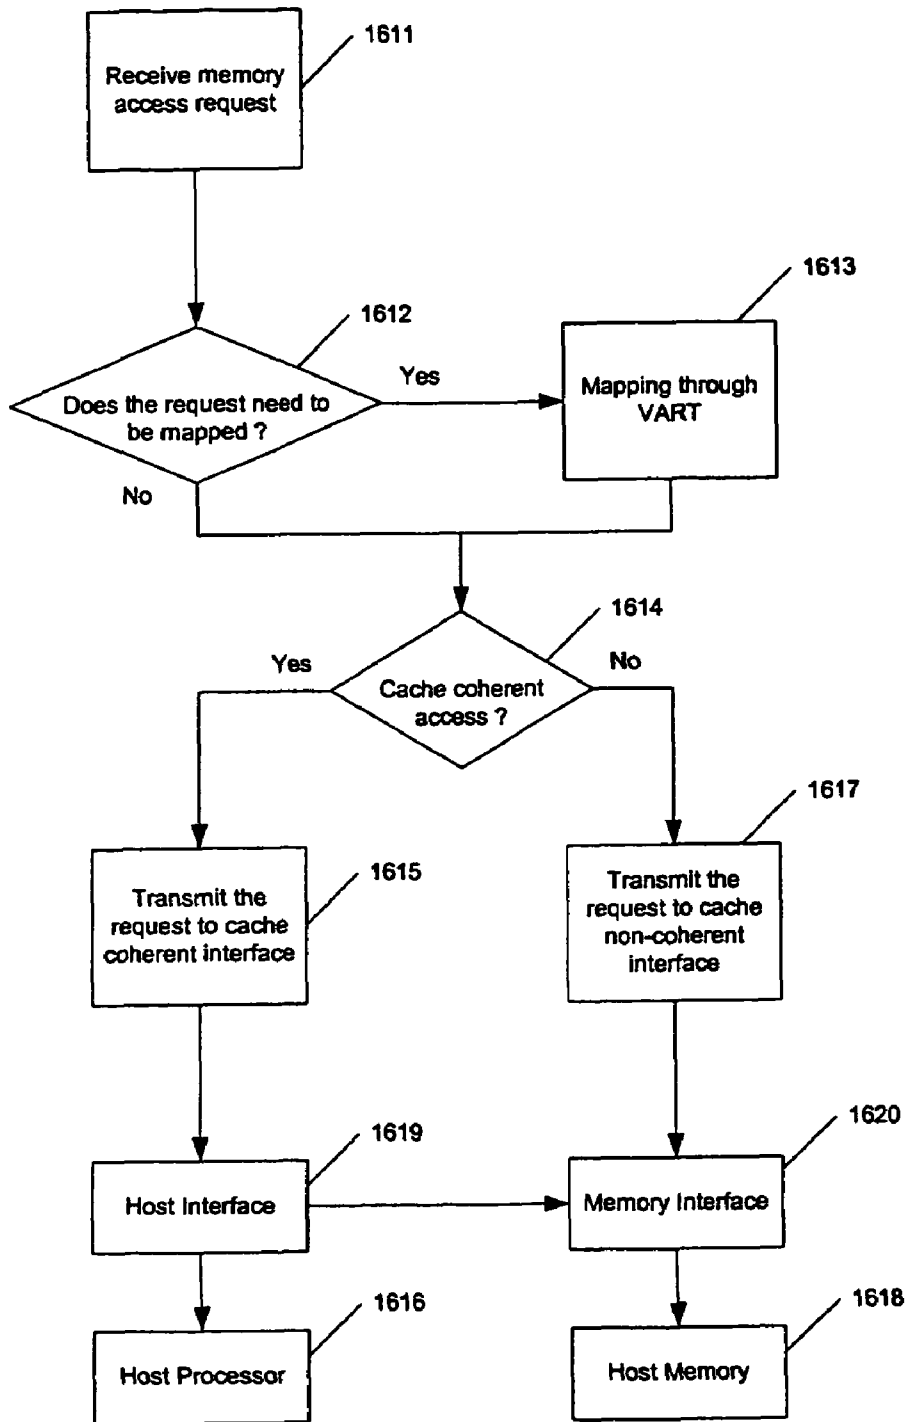 1611
Receive memory
access request
1613
1612
Yes
Mapping through
VART
Does the request need to
be mapped ?
No
1614
Yes
No
Cache coherent
access ?
1617
1615
Transmit the
request to cache
coherent interface
Transmit the
request to cache
non-coherent
interface
1619
1620
Host Interface
Memory Interface
1616
1618
Host Processor
Host Memory